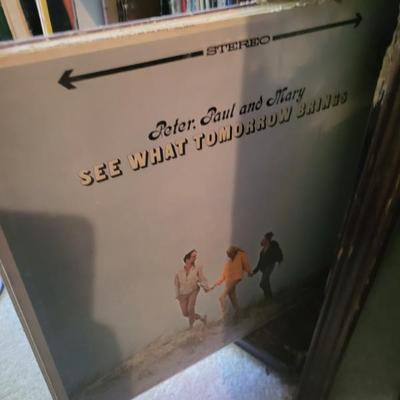 STEREO
Peter, Paul and Mary
SEE WHAT TOMORROW BRINGS